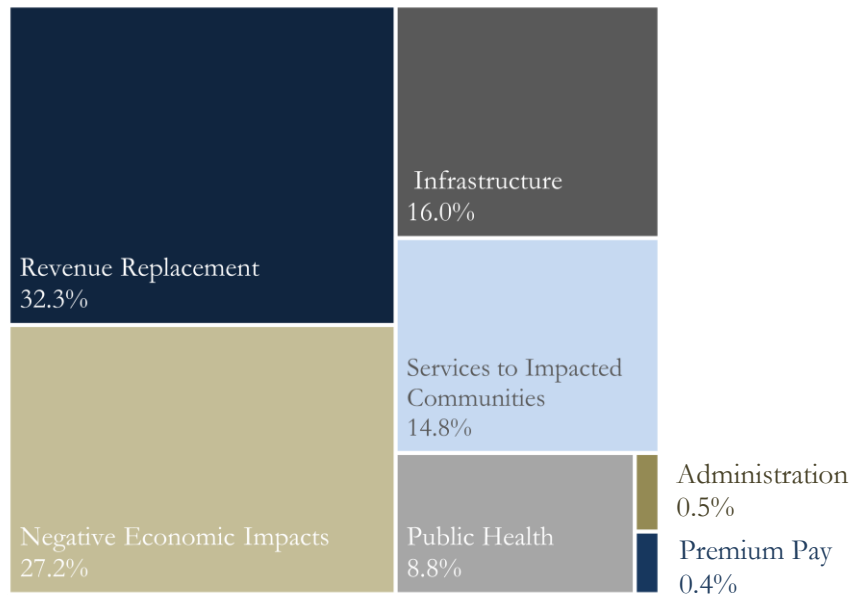 Revenue Replacement
32.3%
Negative Economic Impacts
27.2%
Infrastructure
16.0%
Services to Impacted
Communities
14.8%
Public Health
8.8%
Administration
0.5%
Premium Pay
0.4%